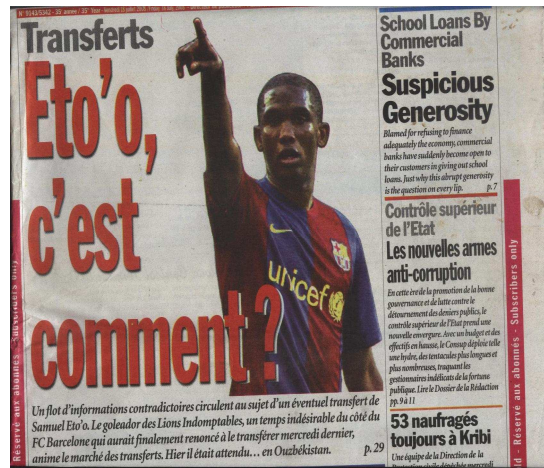 Transferts
Eto'o,
c'est
comment ?
unicef
Un flot d'informations contradictoires circulent au sujet d'un éventuel transfert de
Samuel Eto'o. Le goleador des Lions Indomptables, un temps indésirable du côté du
FC Barcelone qui aurait finalement renoncé à le transférer mercredi dernier,
anime le marché des transferts. Hier il était attendu… en Ouzbékistan. p. 29
School Loans By
Commercial
Banks
Suspicious
Generosity
Blamed for refusing to finance
adequately the economy, commercial
banks have suddenly become open to
their customers in giving out school
loans. Just why this abrupt generosity
is the question on every lip. p. 7
Contrôle supérieur
de l'Etat
Les nouvelles armes
anti-corruption
En cette ère de la promotion de la bonne
gouvernance et de lutte contre le
détournement des deniers publics, le
contrôle supérieur de l'Etat prend une
nouvelle envergure. Avec un budget et des
effectifs en hausse, le Consup déploie telle
une hydre, des tentacules plus longues et
plus nombreuses, traquant les
gestionnaires indélicats de la fortune
publique. Lire le Dossier de la Rédaction
pp. 9 à 11
53 naufragés
toujours à Kribi
Une équipe de la Direction de la
Réservé aux abonnés - Subscribers only
Réservé aux abonnés - Subscribers only